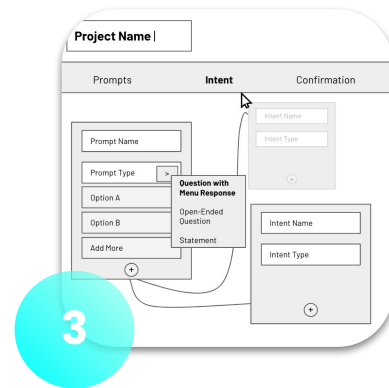 Project Name |
Prompts Intent Confirmation
Prompt Name
Prompt Type >
Option A
Option B
Add More
+
Question with
Menu Response
Open-Ended
Question
Statement
Intent Name
Intent Type
+
Intent Name
Intent Type
+
3